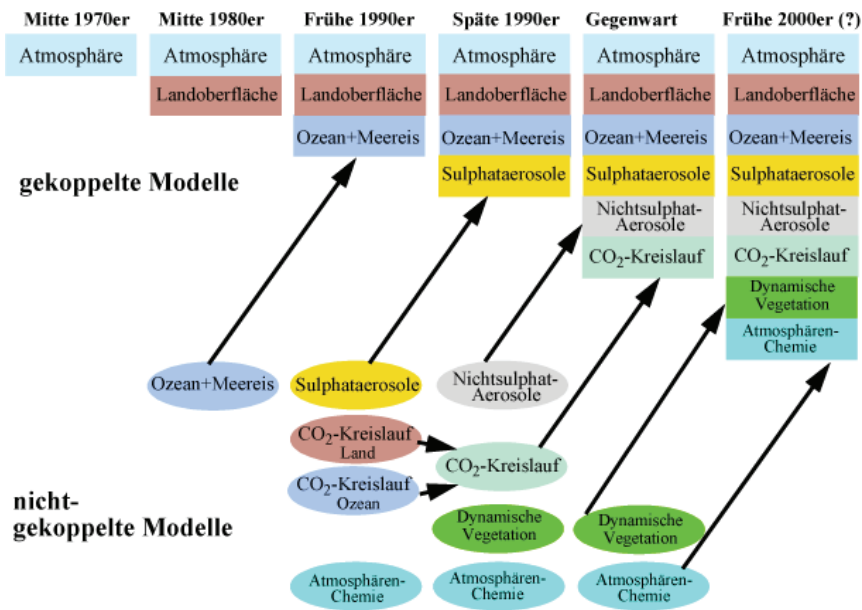 Mitte 1970er
Mitte 1980er
Frühe 1990er
Späte 1990er
Gegenwart
Frühe 2000er (?)
Atmosphäre
Atmosphäre
Atmosphäre
Atmosphäre
Atmosphäre
Atmosphäre
Landoberfläche
Landoberfläche
Landoberfläche
Landoberfläche
Landoberfläche
Ozean+Meereis
Ozean+Meereis
Ozean+Meereis
Ozean+Meereis
gekoppelte Modelle
Sulphataerosole
Sulphataerosole
Sulphataerosole
Nichtsulphat-
Aerosole
Nichtsulphat-
Aerosole
CO₂-Kreislauf
CO₂-Kreislauf
Dynamische
Vegetation
Atmosphären-
Chemie
Ozean+Meereis
Sulphataerosole
Nichtsulphat-
Aerosole
CO₂-Kreislauf
Land
CO₂-Kreislauf
CO₂-Kreislauf
Ozean
nicht-
gekoppelte Modelle
Dynamische
Vegetation
Dynamische
Vegetation
Atmosphären-
Chemie
Atmosphären-
Chemie
Atmosphären-
Chemie